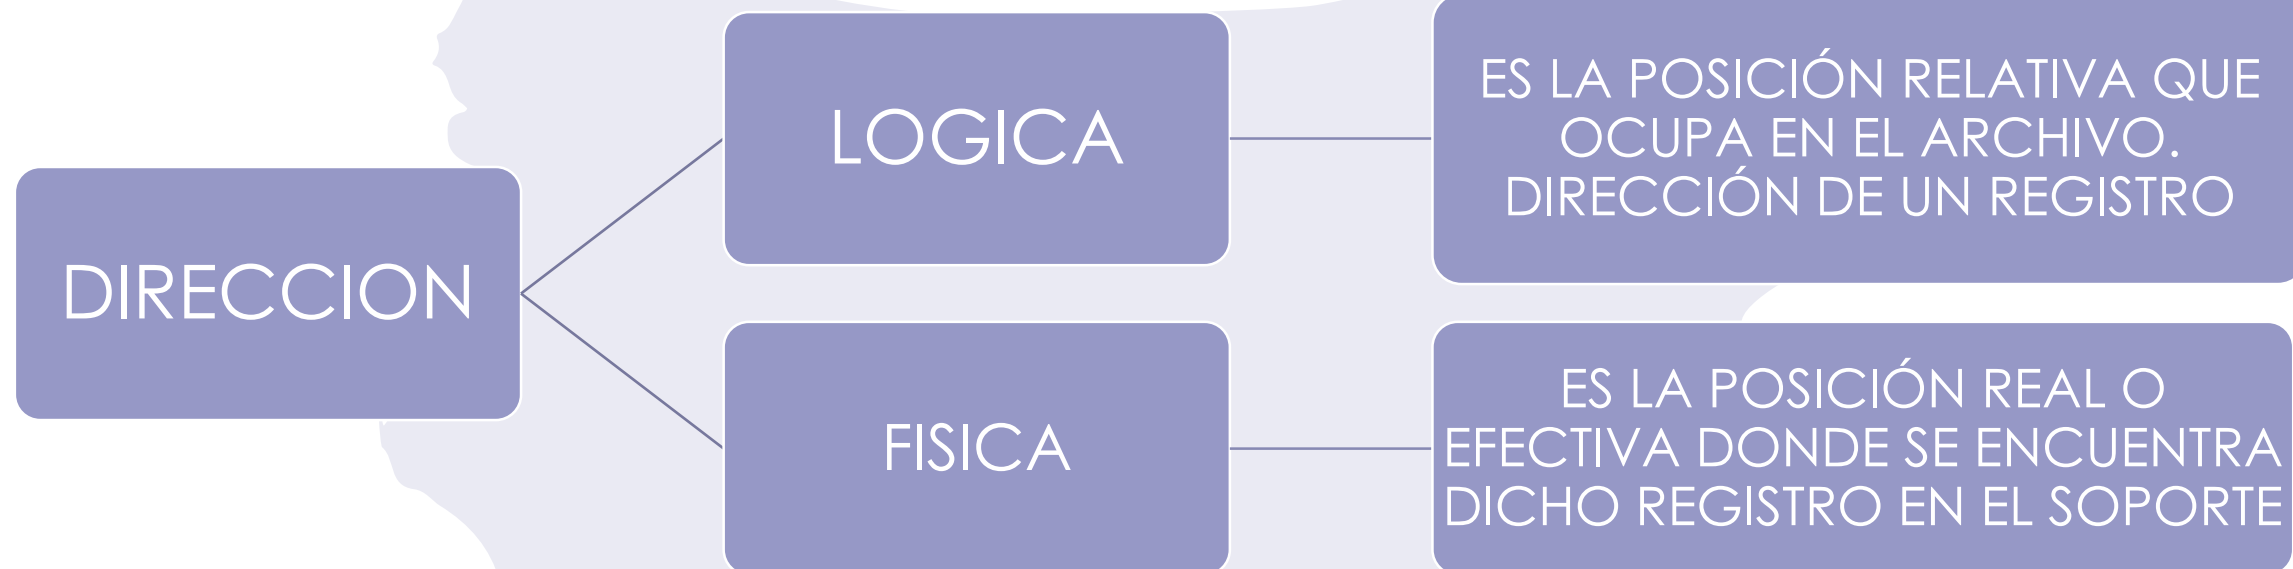 DIRECCION
LOGICA
ES LA POSICIÓN RELATIVA QUE
OCUPA EN EL ARCHIVO.
DIRECCIÓN DE UN REGISTRO
FISICA
ES LA POSICIÓN REAL O
EFECTIVA DONDE SE ENCUENTRA
DICHO REGISTRO EN EL SOPORTE